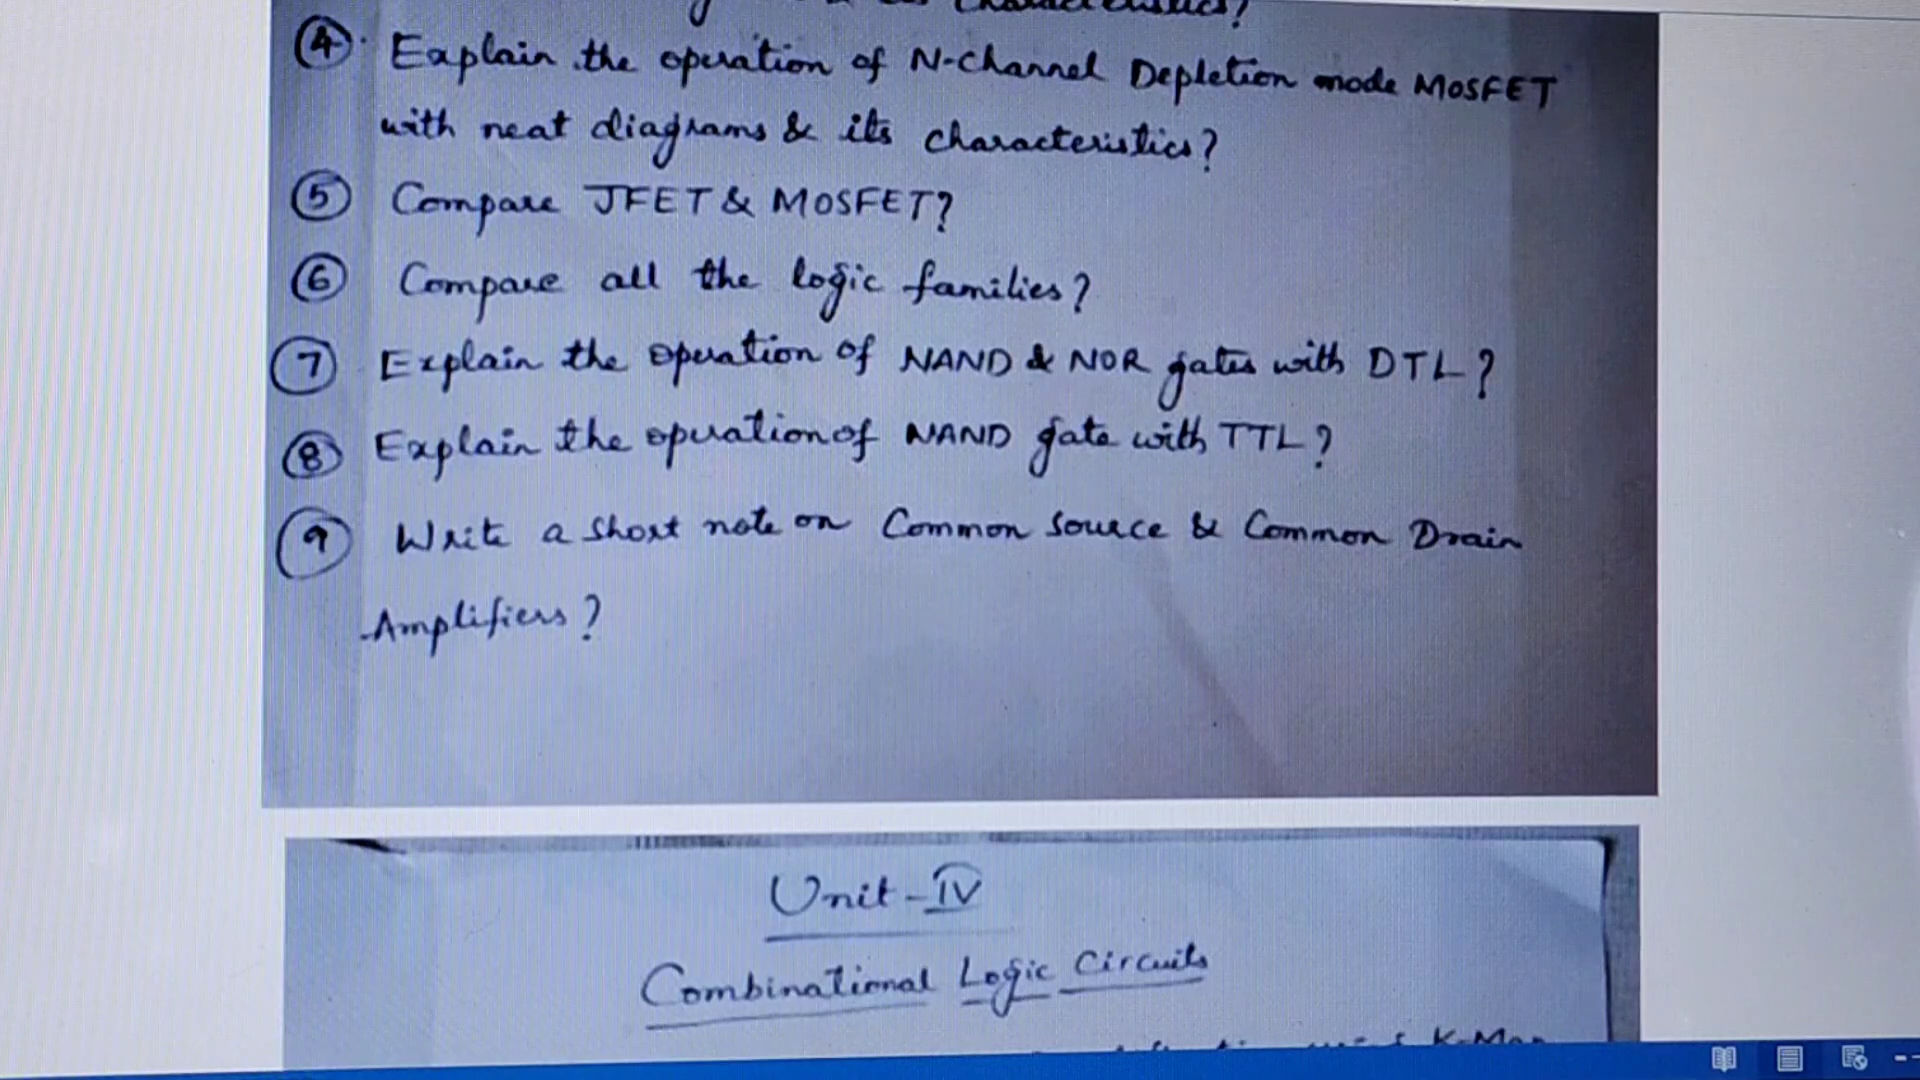 characteristics?
4. Explain the operation of N-Channel Depletion mode MOSFET
with neat diagrams & its characteristics?
5 Compare JFET & MOSFET?
6 Compare all the logic families?
7 Explain the operation of NAND & NOR gates with DTL?
8 Explain the operation of NAND gate with TTL?
9 Write a short note on Common Source & Common Drain
Amplifiers?
Unit-IV
Combinational Logic Circuits
K-Map